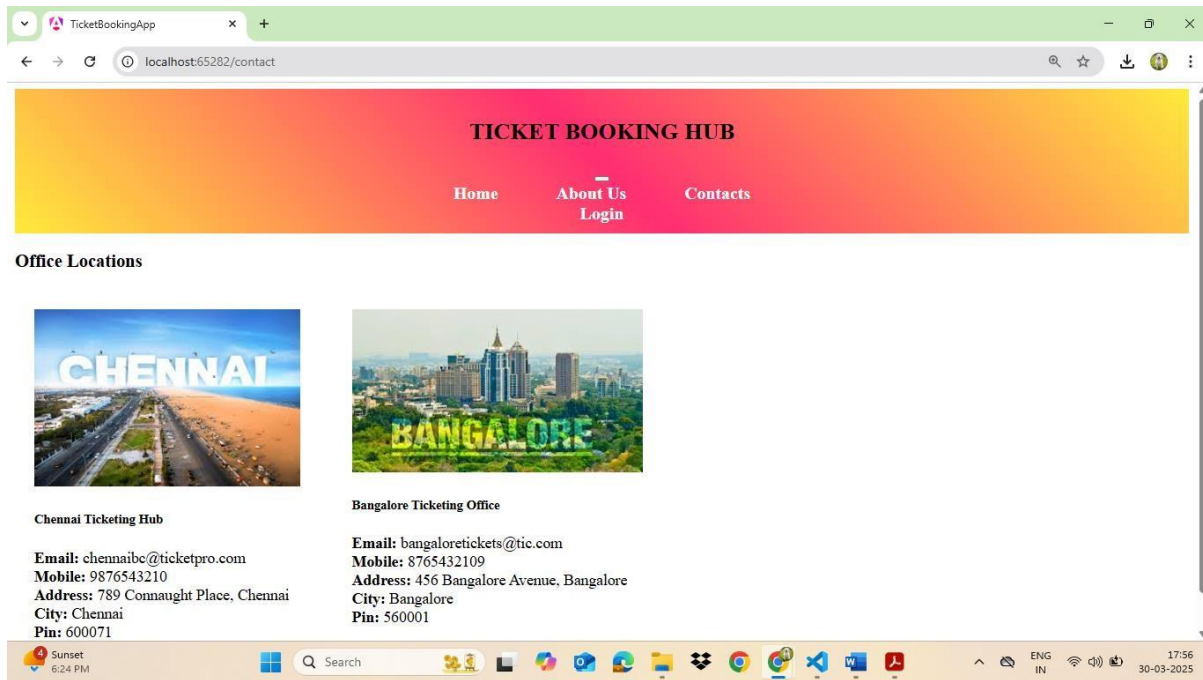 TicketBookingApp
localhost:65282/contact
TICKET BOOKING HUB
Home About Us Contacts
Login
Office Locations
CHENNAI
Chennai Ticketing Hub
Email: chennaibc@ticketpro.com
Mobile: 9876543210
Address: 789 Connaught Place, Chennai
City: Chennai
Pin: 600071
BANGALORE
Bangalore Ticketing Office
Email: bangaloretickets@tic.com
Mobile: 8765432109
Address: 456 Bangalore Avenue, Bangalore
City: Bangalore
Pin: 560001
4
Sunset
6:24 PM
Search
ENG
IN
17:56
30-03-2025